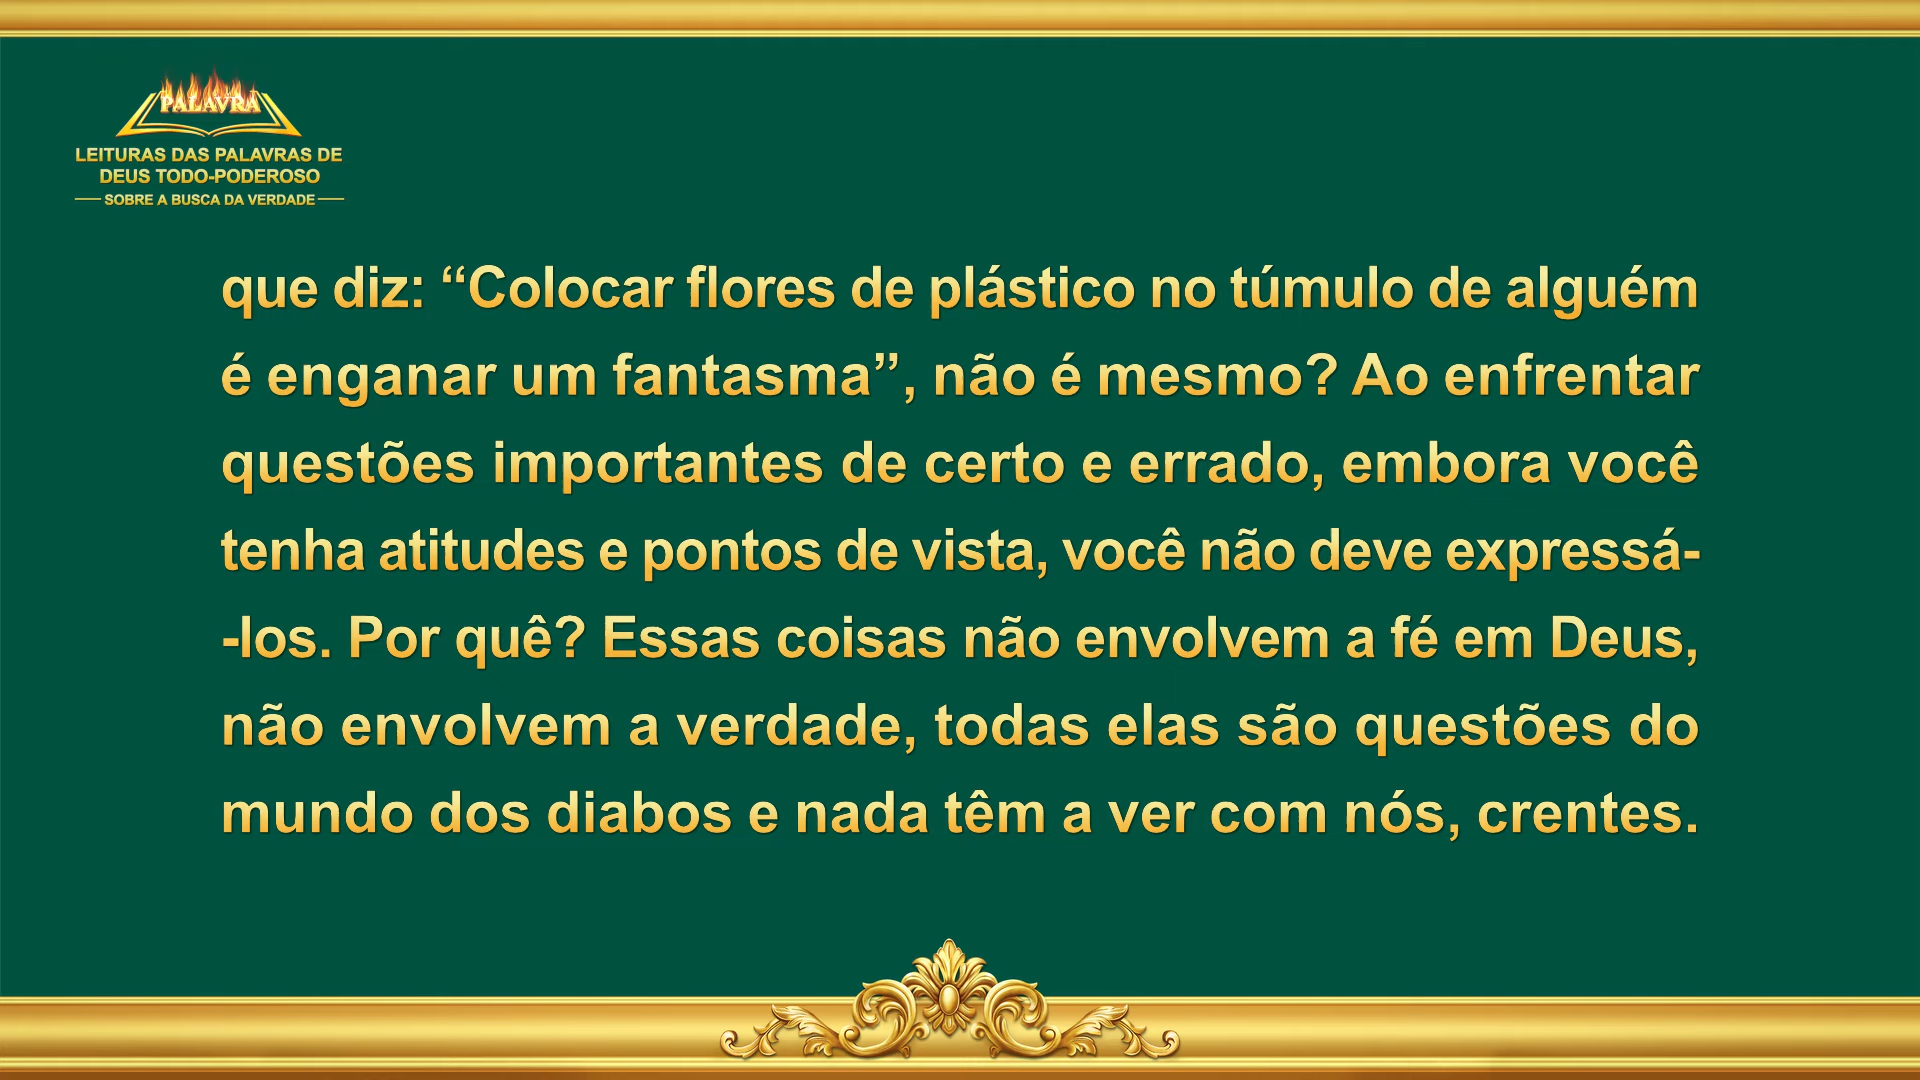 PALAVRA
LEITURAS DAS PALAVRAS DE
DEUS TODO-PODEROSO
SOBRE A BUSCA DA VERDADE
que diz: “Colocar flores de plástico no túmulo de alguém
é enganar um fantasma”, não é mesmo? Ao enfrentar
questões importantes de certo e errado, embora você
tenha atitudes e pontos de vista, você não deve expressá-
-los. Por quê? Essas coisas não envolvem a fé em Deus,
não envolvem a verdade, todas elas são questões do
mundo dos diabos e nada têm a ver com nós, crentes.